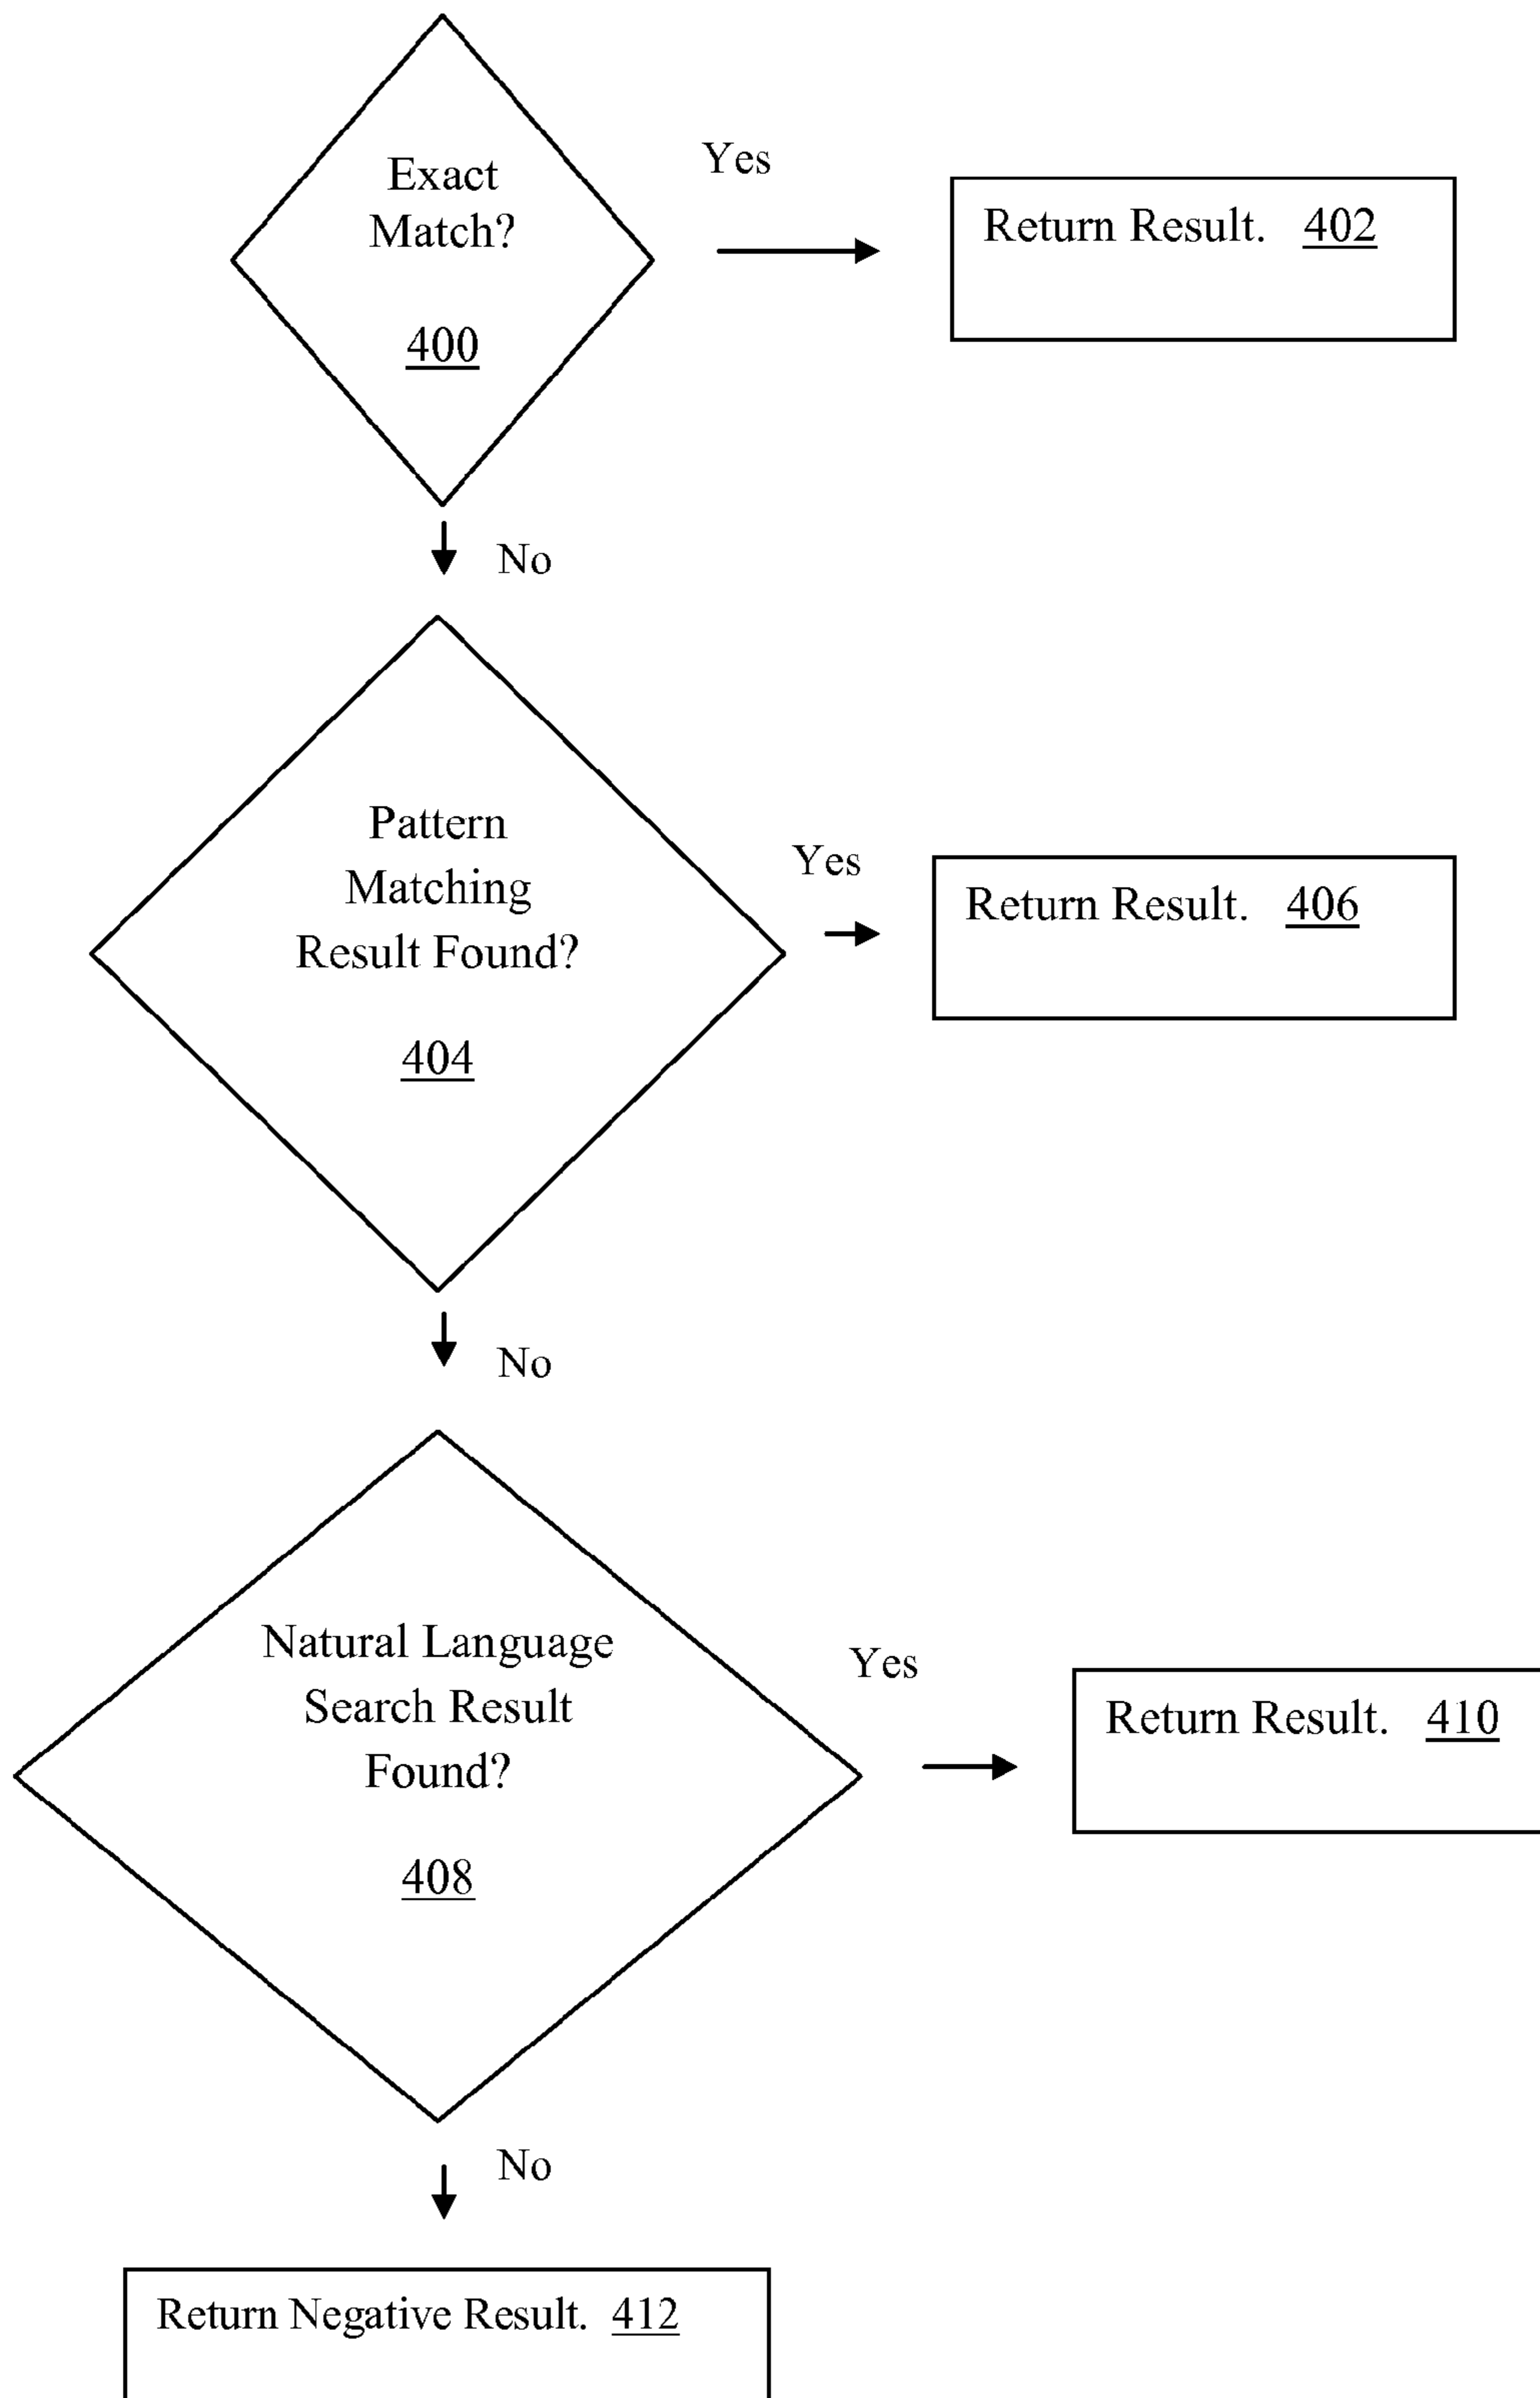 Exact
Match?
400
Yes
Return Result. 402
No
Pattern
Matching
Result Found?
404
Yes
Return Result. 406
No
Natural Language
Search Result
Found?
408
Yes
Return Result. 410
No
Return Negative Result. 412